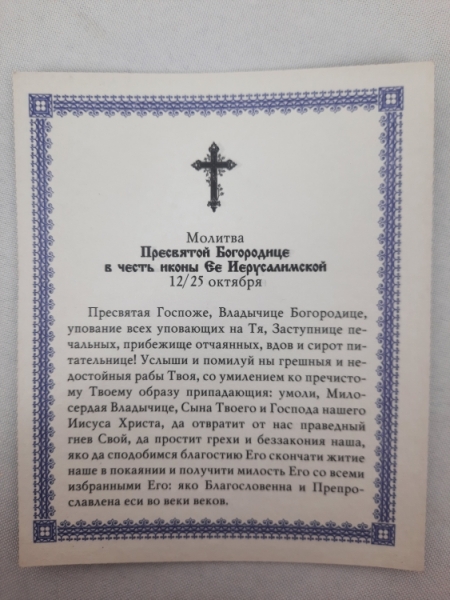 Молитва
Пресвятой Богородице
в честь иконы Ее Иерусалимской
12/25 октября
Пресвятая Госпоже, Владычице Богородице,
упование всех уповающих на Тя, Заступнице пе-
чальных, прибежище отчаянных, вдов и сирот пи-
тательнице! Услыши и помилуй ны грешныя и не-
достойныя рабы Твоя, со умилением ко пречисто-
му Твоему образу припадающия: умоли, Мило-
сердая Владычице, Сына Твоего и Господа нашего
Иисуса Христа, да отвратит от нас праведный
гнев Свой, да простит грехи и беззакония наша,
яко да сподобимся благостию Его скончати житие
наше в покаянии и получити милость Его со всеми
избранными Его: яко Благословенна и Препро-
славлена еси во веки веков.